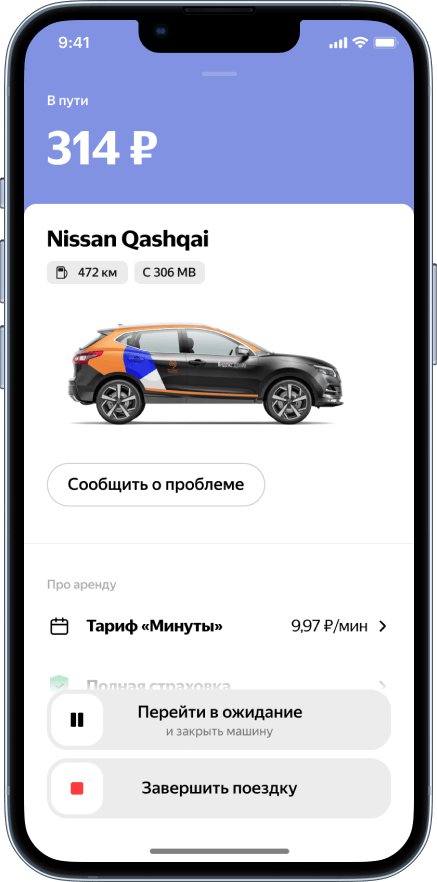 9:41
В пути
314 ₽
Nissan Qashqai
472 км
С 306 МВ
Сообщить о проблеме
Про аренду
Тариф «Минуты»
9,97 ₽/мин
Полная страховка
Перейти в ожидание
и закрыть машину
Завершить поездку